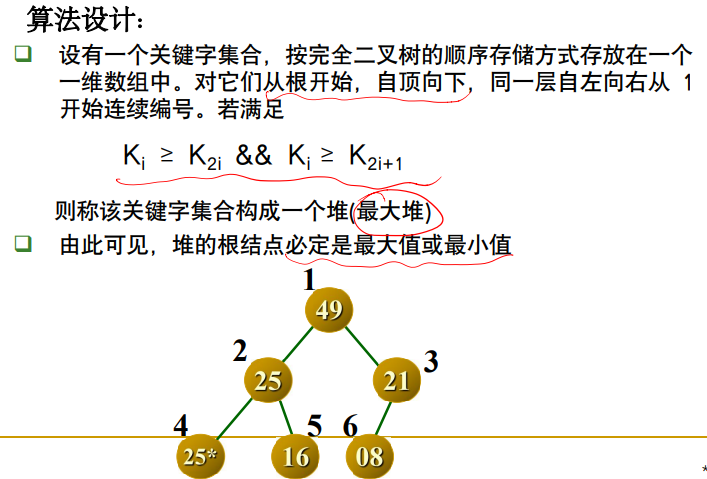 算法设计：
设有一个关键字集合，按完全二叉树的顺序存储方式存放在一个
一维数组中。对它们从根开始，自顶向下，同一层自左向右从 1
开始连续编号。若满足
Ki ≥ K2i && Ki ≥ K2i+1
则称该关键字集合构成一个堆(最大堆)
由此可见，堆的根结点必定是最大值或最小值
1
49
2
3
25
21
4
5
6
25*
16
08
*